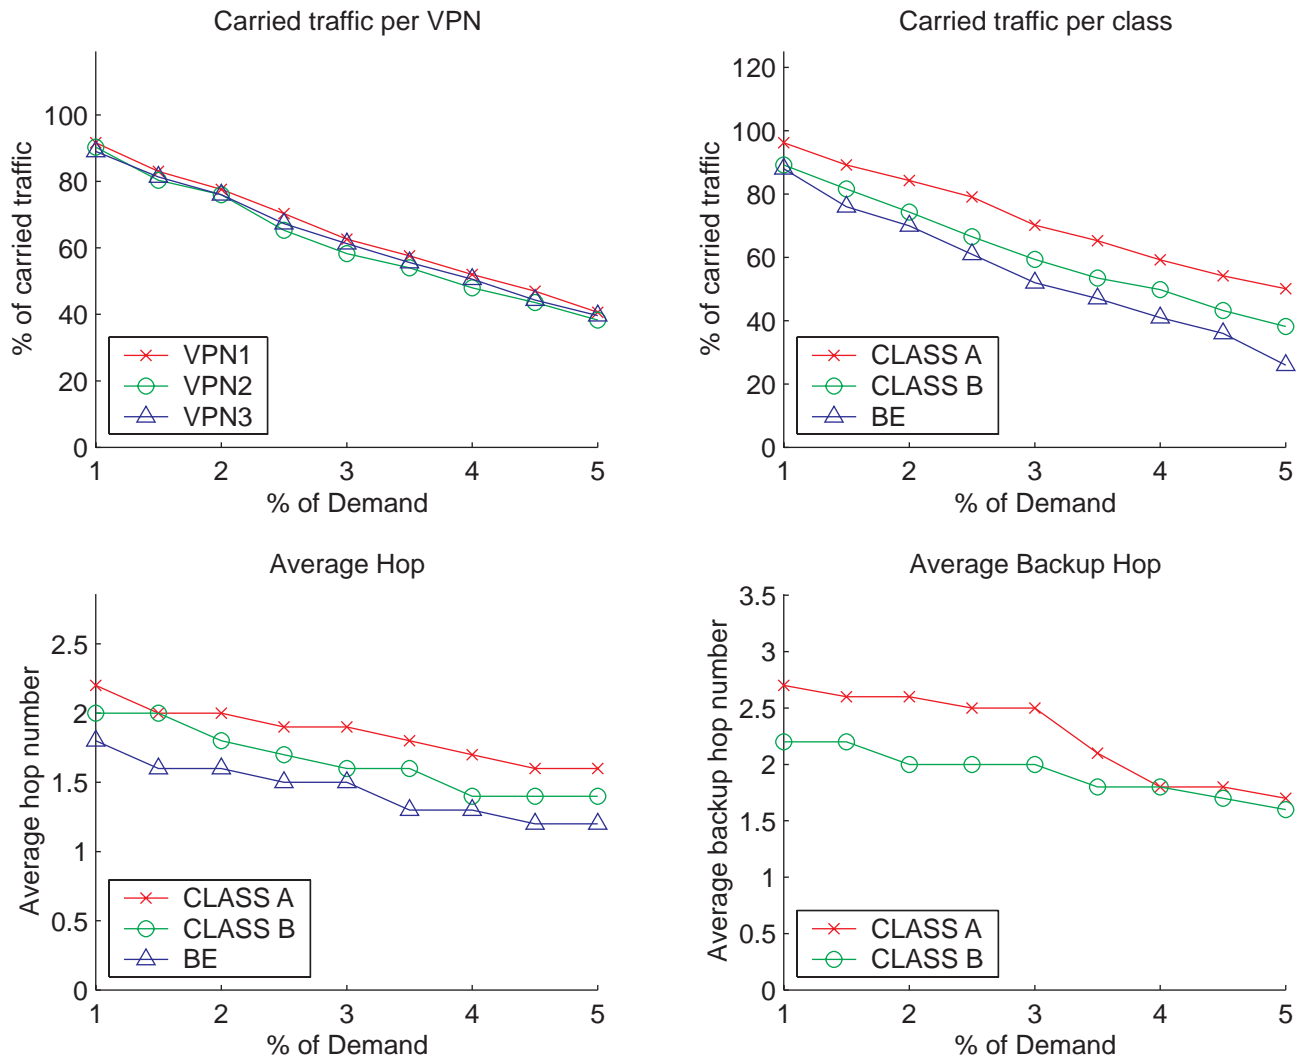 Carried traffic per VPN
% of carried traffic
100
80
60
40
20
0
VPN1
VPN2
VPN3
1 2 3 4 5
% of Demand
Carried traffic per class
% of carried traffic
120
100
80
60
40
20
0
CLASS A
CLASS B
BE
1 2 3 4 5
% of Demand
Average Hop
Average hop number
2.5
2
1.5
1
0.5
0
CLASS A
CLASS B
BE
1 2 3 4 5
% of Demand
Average Backup Hop
Average backup hop number
3.5
3
2.5
2
1.5
1
0.5
0
CLASS A
CLASS B
1 2 3 4 5
% of Demand